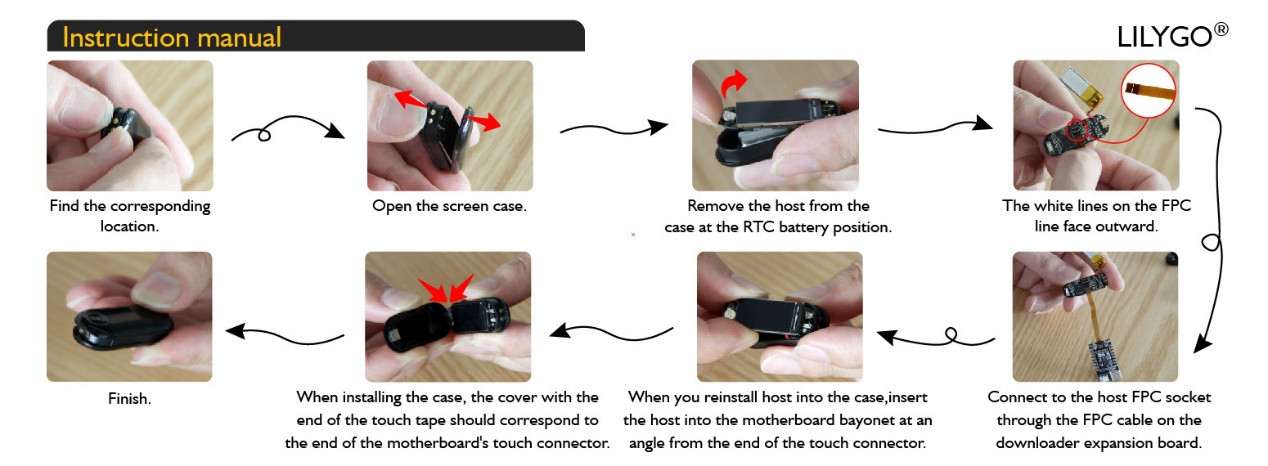 Instruction manual
LILYGO®
Find the corresponding
location.
Open the screen case.
Remove the host from the
case at the RTC battery position.
The white lines on the FPC
line face outward.
Connect to the host FPC socket
through the FPC cable on the
downloader expansion board.
When you reinstall host into the case,insert
the host into the motherboard bayonet at an
angle from the end of the touch connector.
When installing the case, the cover with the
end of the touch tape should correspond to
the end of the motherboard's touch connector.
Finish.